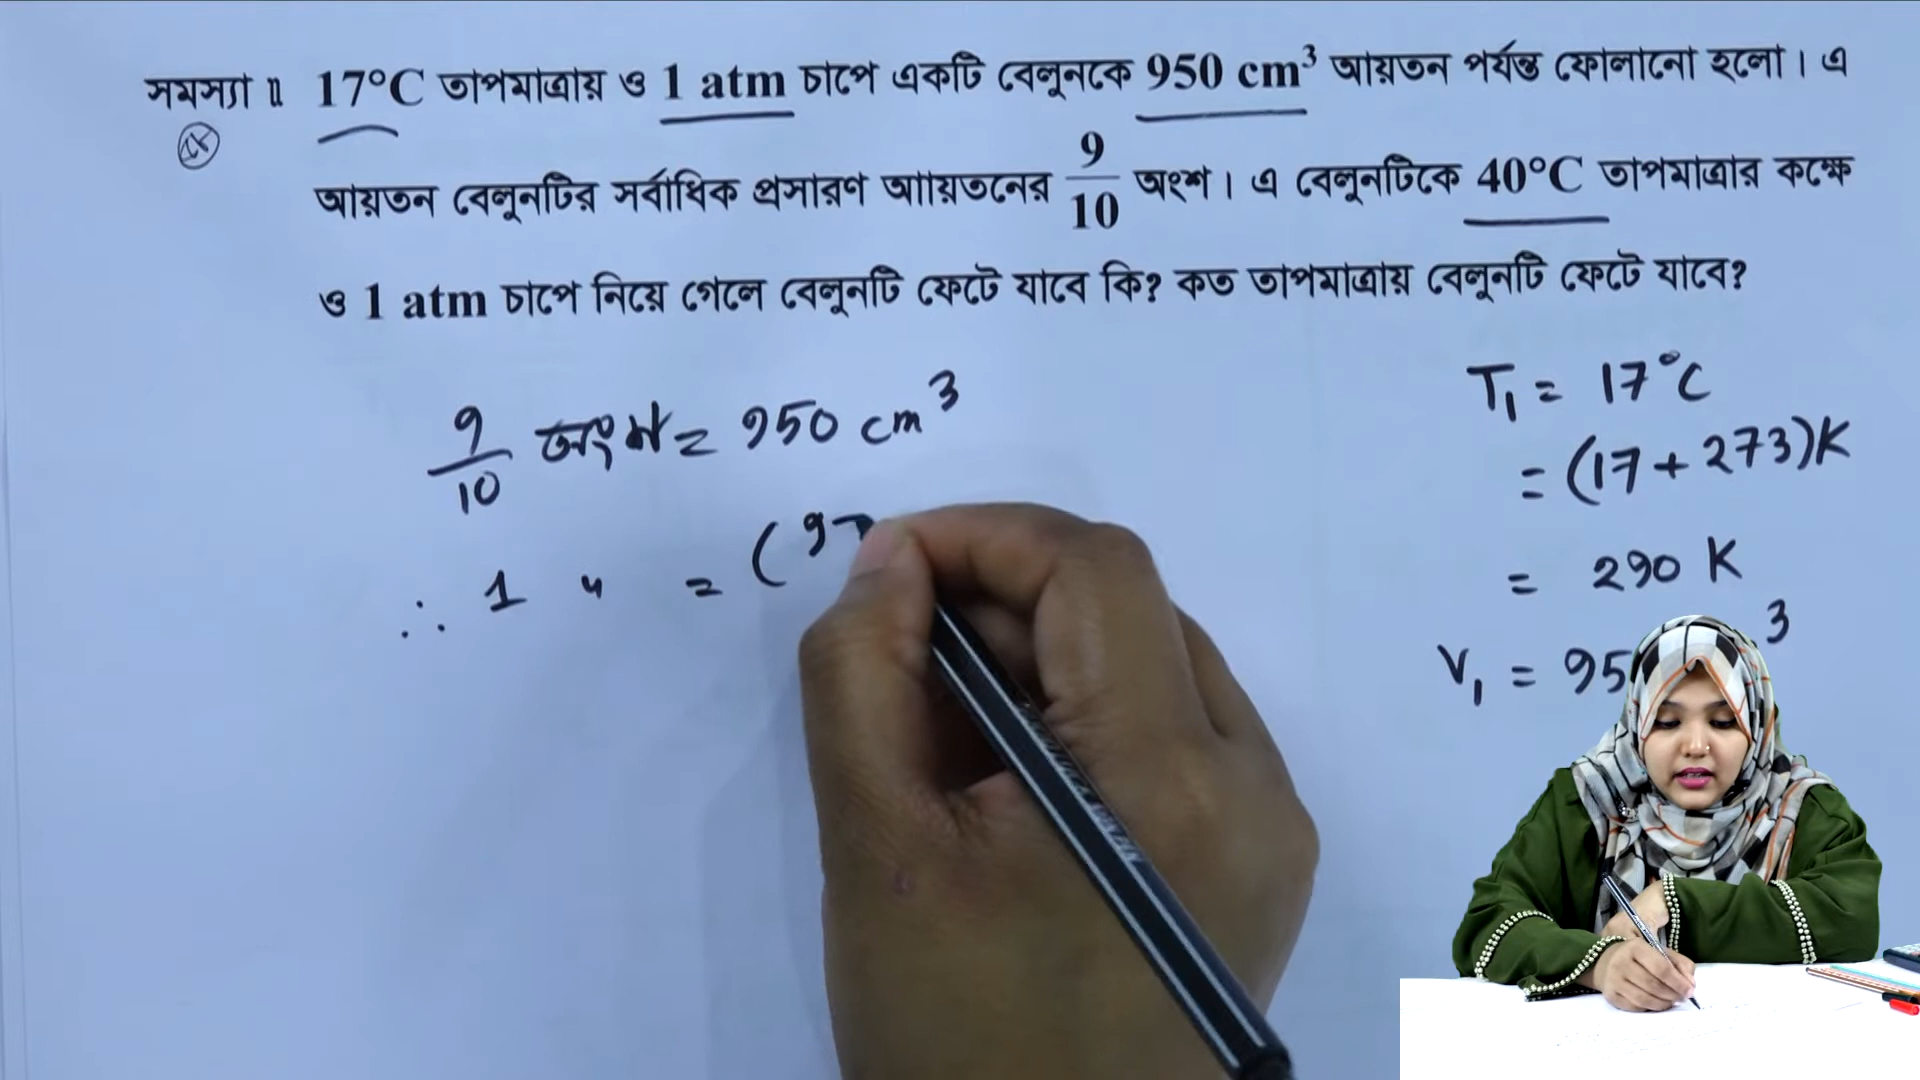 সমস্যা ॥ 17°C তাপমাত্রায় ও 1 atm চাপে একটি বেলুনকে 950 cm³ আয়তন পর্যন্ত ফোলানো হলো। এ
আয়তন বেলুনটির সর্বাধিক প্রসারণ আায়তনের 9/10 অংশ। এ বেলুনটিকে 40°C তাপমাত্রার কক্ষে
ও 1 atm চাপে নিয়ে গেলে বেলুনটি ফেটে যাবে কি? কত তাপমাত্রায় বেলুনটি ফেটে যাবে?
9/10 অংশ = 950 cm³
∴ 1 " = (9
T₁ = 17°C
= (17 + 273)K
= 290 K
V₁ = 95 3